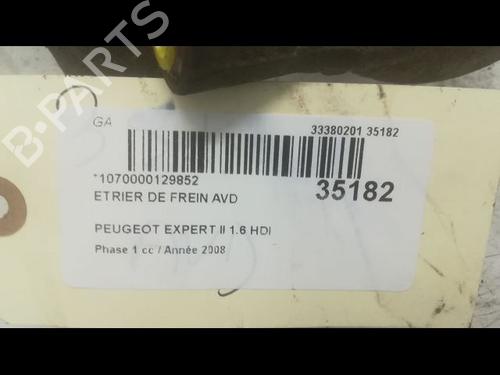 B-PARTS
GA
33380201 35182
*1070000129852
35182
ETRIER DE FREIN AVD
PEUGEOT EXPERT II 1.6 HDI
Phase 1 cc / Année 2008